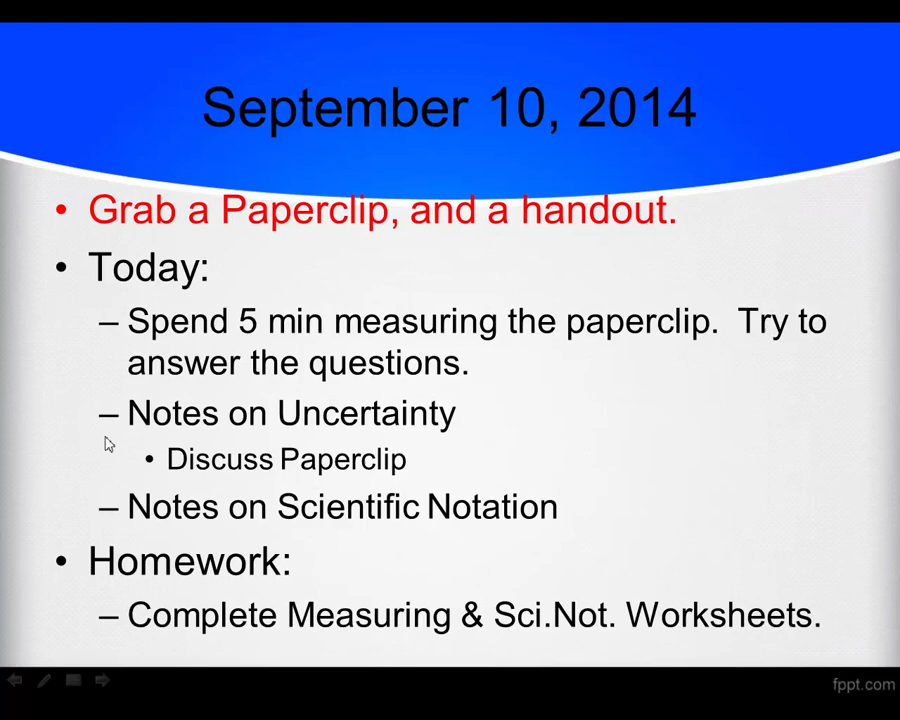 September 10, 2014
• Grab a Paperclip, and a handout.
• Today:
– Spend 5 min measuring the paperclip.  Try to
answer the questions.
– Notes on Uncertainty
• Discuss Paperclip
– Notes on Scientific Notation
• Homework:
– Complete Measuring & Sci.Not. Worksheets.
fppt.com